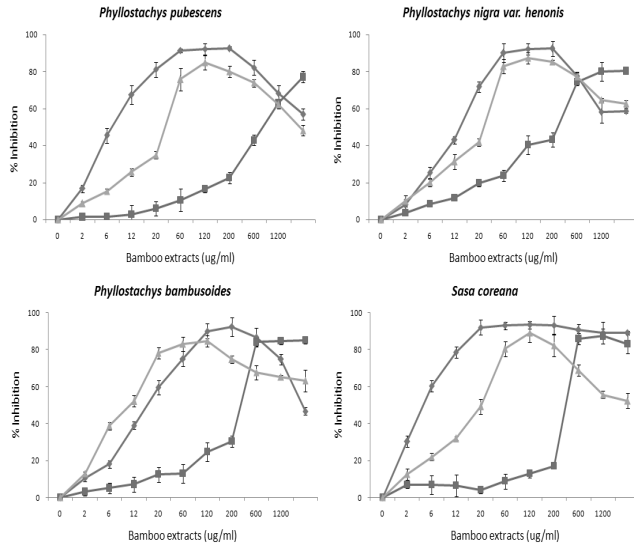 Phyllostachys pubescens
% Inhibition
100
80
60
40
20
0
0 2 6 12 20 60 120 200 600 1200
Bamboo extracts (ug/ml)
Phyllostachys nigra var. henonis
% Inhibition
100
80
60
40
20
0
0 2 6 12 20 60 120 200 600 1200
Bamboo extracts (ug/ml)
Phyllostachys bambusoides
% Inhibition
100
80
60
40
20
0
0 2 6 12 20 60 120 200 600 1200
Bamboo extracts (ug/ml)
Sasa coreana
% Inhibition
100
80
60
40
20
0
0 2 6 12 20 60 120 200 600 1200
Bamboo extracts (ug/ml)